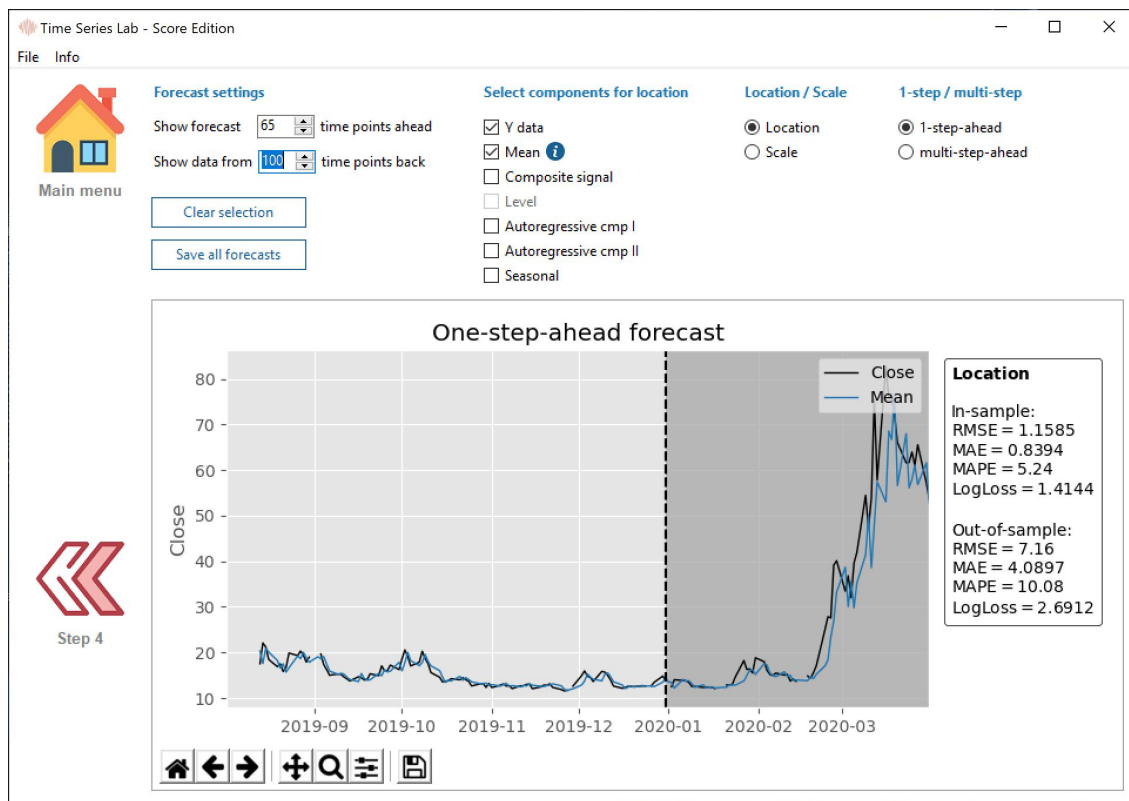 Time Series Lab - Score Edition
File Info
Main menu
Forecast settings
Show forecast 65 time points ahead
Show data from 100 time points back
Clear selection
Save all forecasts
Select components for location
Y data
Mean i
Composite signal
Level
Autoregressive cmp I
Autoregressive cmp II
Seasonal
Location / Scale
Location
Scale
1-step / multi-step
1-step-ahead
multi-step-ahead
Step 4
One-step-ahead forecast
Close
80
70
60
50
40
30
20
10
2019-09 2019-10 2019-11 2019-12 2020-01 2020-02 2020-03
Close
Mean
Location
In-sample:
RMSE = 1.1585
MAE = 0.8394
MAPE = 5.24
LogLoss = 1.4144
Out-of-sample:
RMSE = 7.16
MAE = 4.0897
MAPE = 10.08
LogLoss = 2.6912